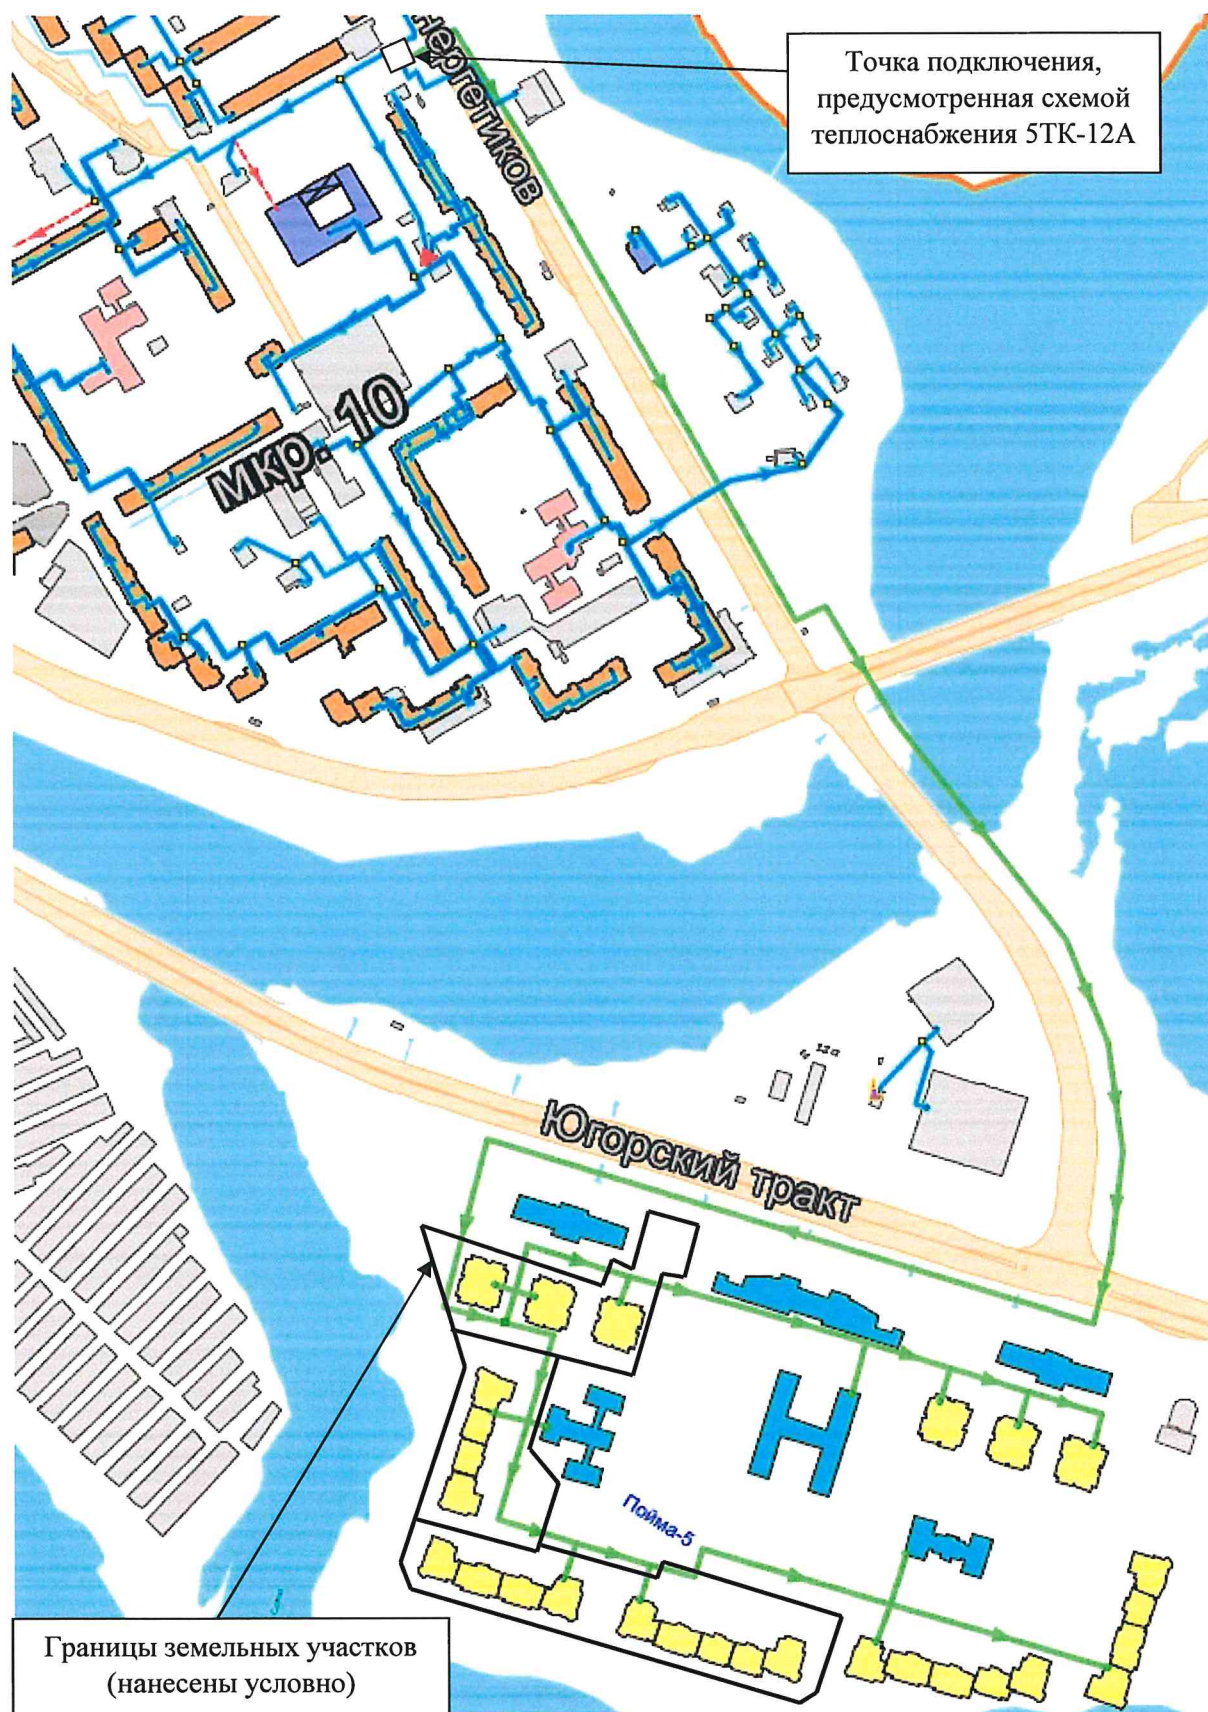 Точка подключения,
предусмотренная схемой
теплоснабжения 5ТК-12А
нергетиков
мкр. 10
Югорский тракт
Пойма-5
Границы земельных участков
(нанесены условно)